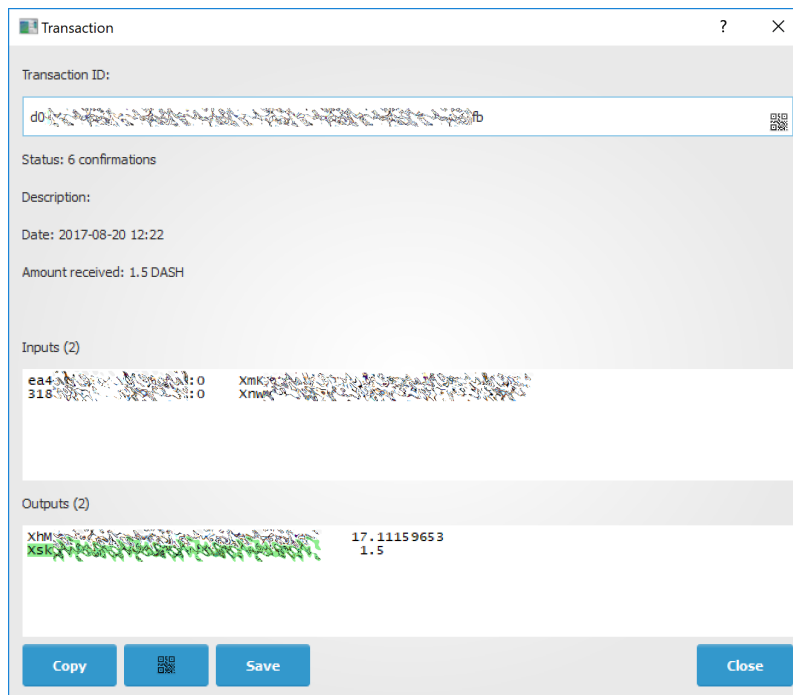 Transaction
Transaction ID:
d0 fb
Status: 6 confirmations
Description:
Date: 2017-08-20 12:22
Amount received: 1.5 DASH
Inputs (2)
ea4 :0 XmK
318 :0 Xnw
Outputs (2)
XhM 17.11159653
Xsk 1.5
Copy Save Close